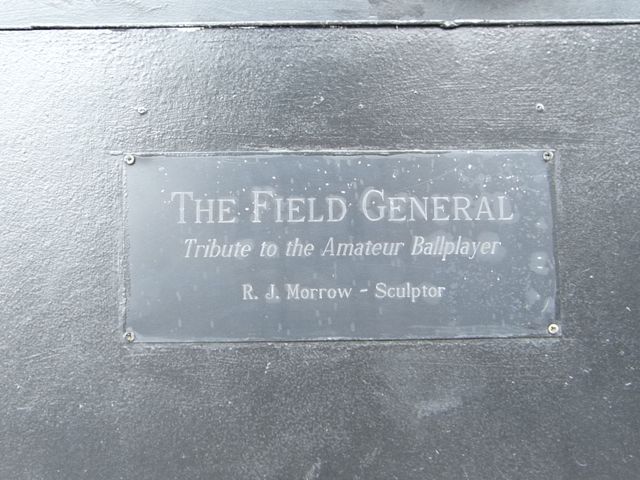 THE FIELD GENERAL
Tribute to the Amateur Ballplayer
R. J. Morrow - Sculptor